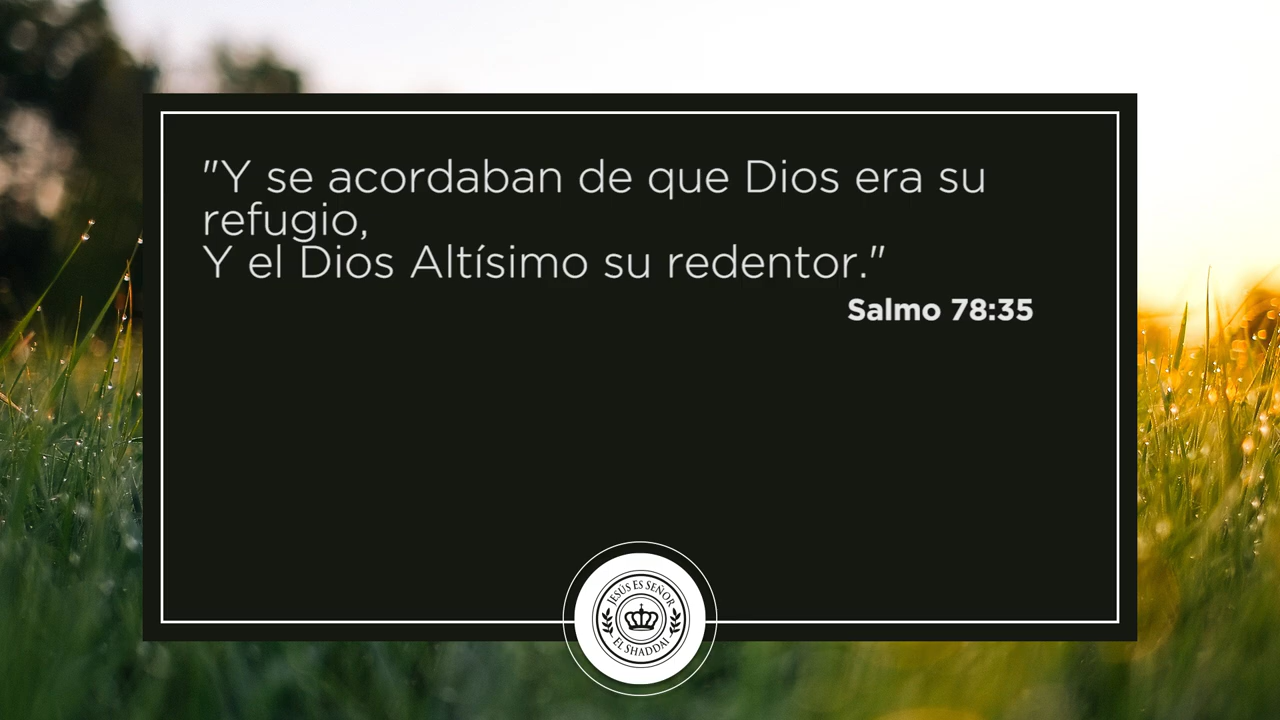 "Y se acordaban de que Dios era su
refugio,
Y el Dios Altísimo su redentor."
Salmo 78:35
JESÚS ES SEÑOR
EL SHADDAI